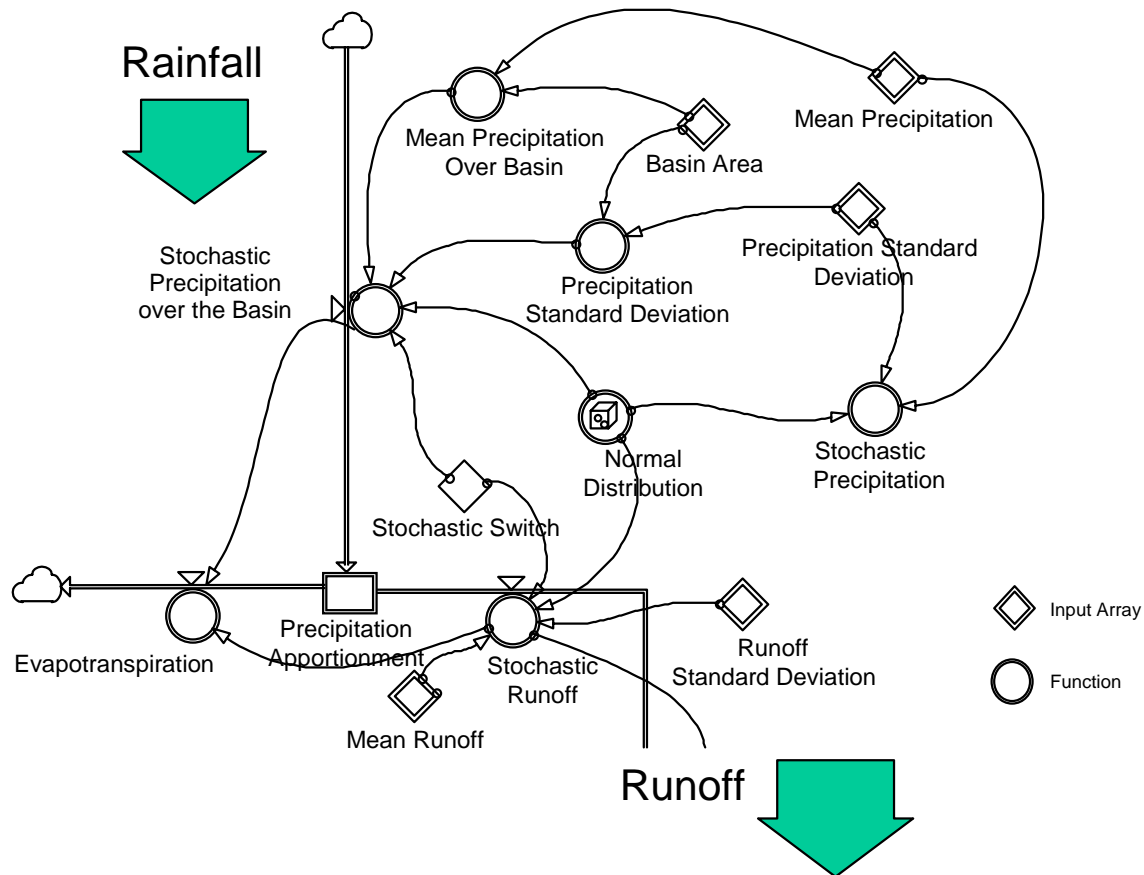 Rainfall
Mean Precipitation
Over Basin
Basin Area
Mean Precipitation
Stochastic
Precipitation
over the Basin
Precipitation
Standard Deviation
Precipitation Standard
Deviation
Normal
Distribution
Stochastic
Precipitation
Stochastic Switch
Evapotranspiration
Precipitation
Apportionment
Stochastic
Runoff
Runoff
Standard Deviation
Mean Runoff
Input Array
Function
Runoff